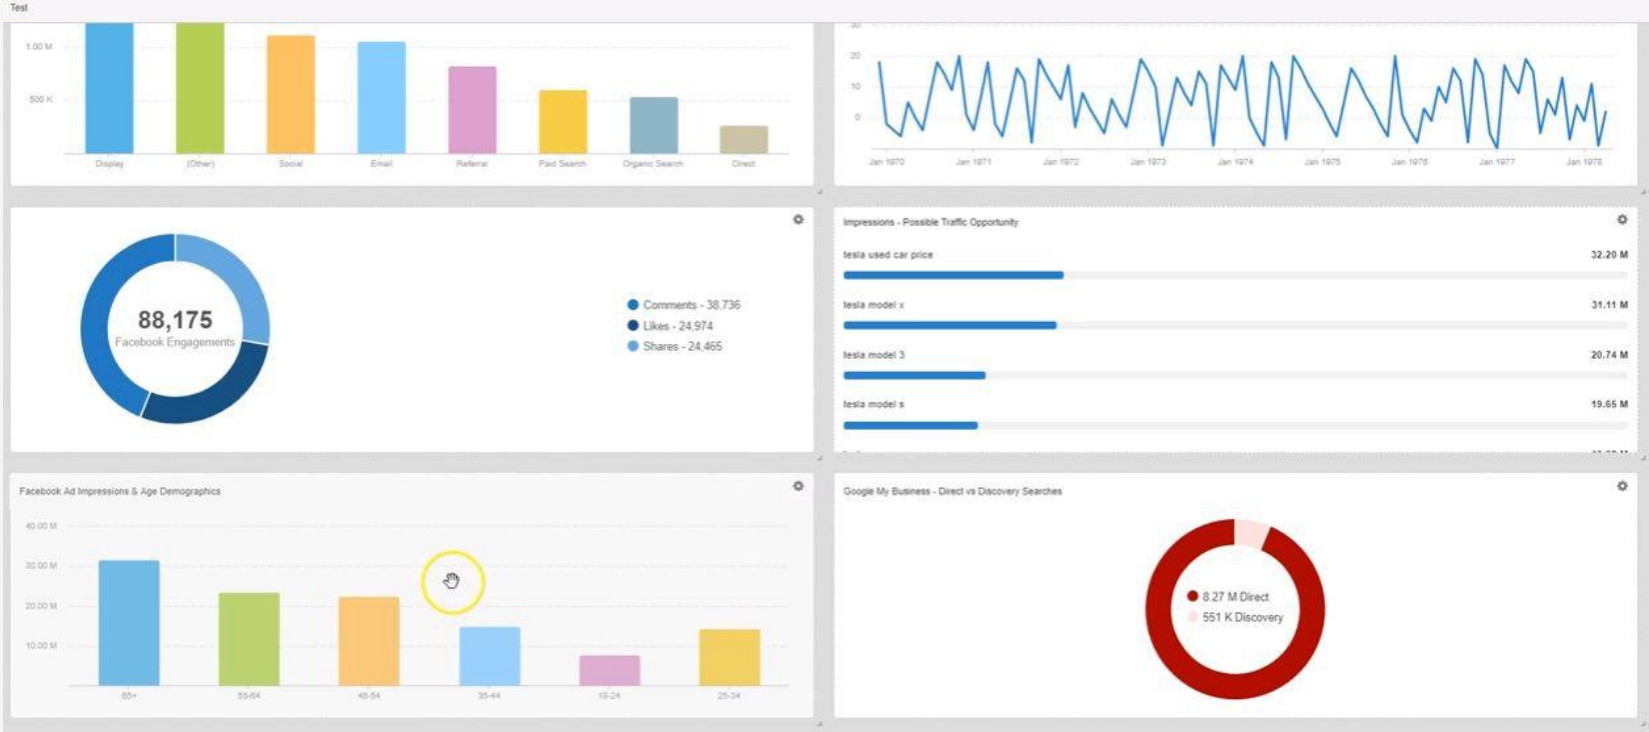 Test
1.00 M
500 K
Display (Other) Social Email Referral Paid Search Organic Search Direct
30
20
10
0
Jan 1970 Jan 1971 Jan 1972 Jan 1973 Jan 1974 Jan 1975 Jan 1976 Jan 1977 Jan 1978
88,175
Facebook Engagements
Comments - 38,736
Likes - 24,974
Shares - 24,465
Impressions - Possible Traffic Opportunity
tesla used car price 32.20 M
tesla model x 31.11 M
tesla model 3 20.74 M
tesla model s 19.65 M
Facebook Ad Impressions & Age Demographics
40.00 M
30.00 M
20.00 M
10.00 M
65+ 55-64 45-54 35-44 18-24 25-34
Google My Business - Direct vs Discovery Searches
8.27 M Direct
551 K Discovery